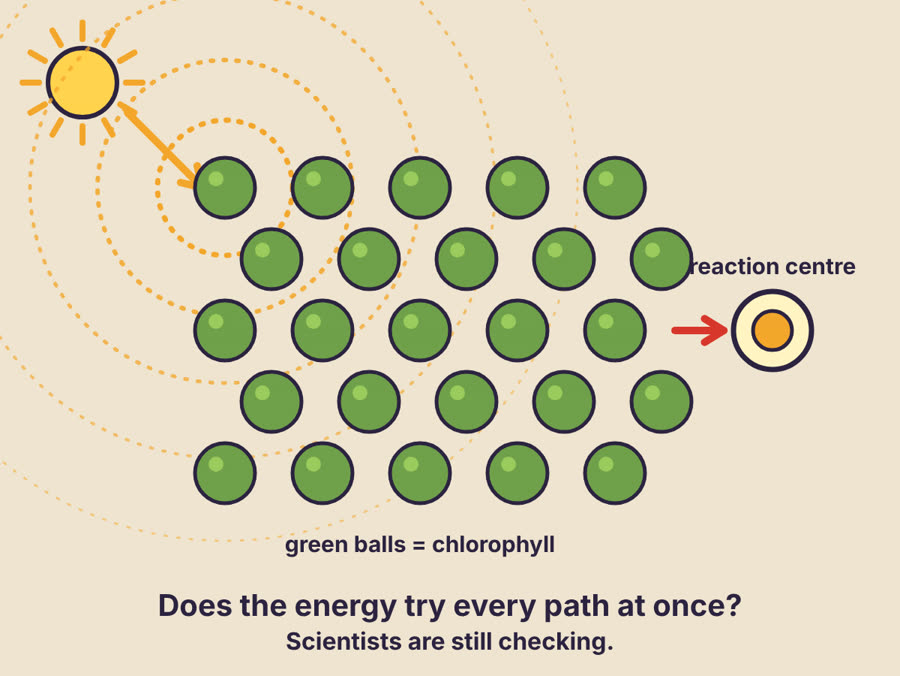 reaction centre
green balls = chlorophyll
Does the energy try every path at once?
Scientists are still checking.